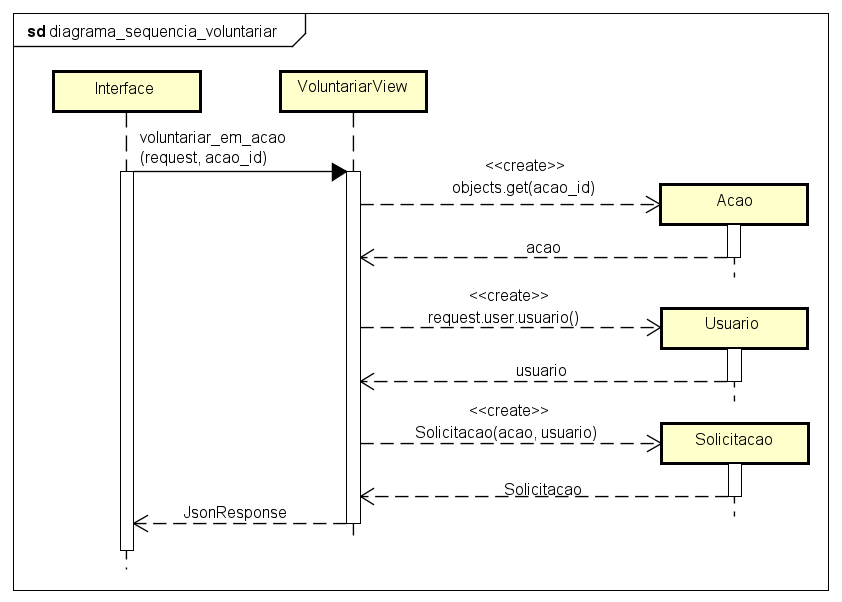 sd diagrama_sequencia_voluntariar
Interface
VoluntariarView
voluntariar_em_acao
(request, acao_id)
<<create>>
objects.get(acao_id)
Acao
acao
<<create>>
request.user.usuario()
Usuario
usuario
<<create>>
Solicitacao(acao, usuario)
Solicitacao
Solicitacao
JsonResponse